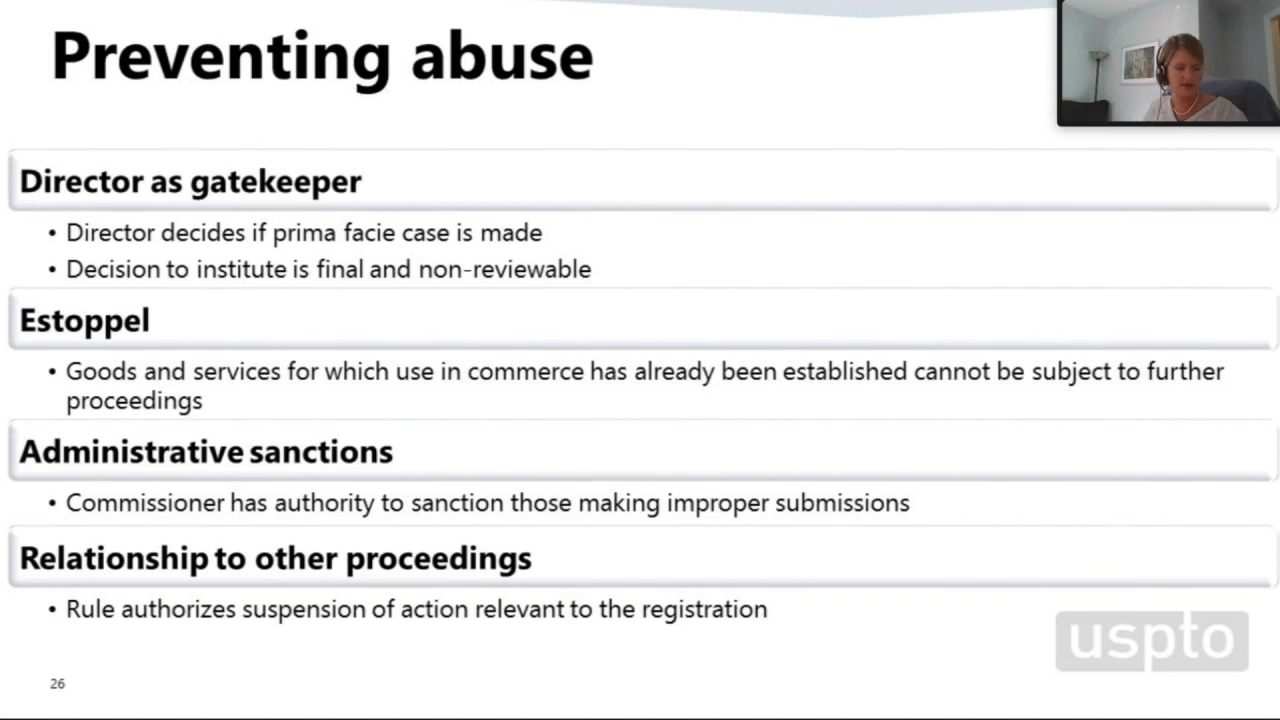 Preventing abuse
Director as gatekeeper
• Director decides if prima facie case is made
• Decision to institute is final and non-reviewable
Estoppel
• Goods and services for which use in commerce has already been established cannot be subject to further
proceedings
Administrative sanctions
• Commissioner has authority to sanction those making improper submissions
Relationship to other proceedings
• Rule authorizes suspension of action relevant to the registration
uspto
26